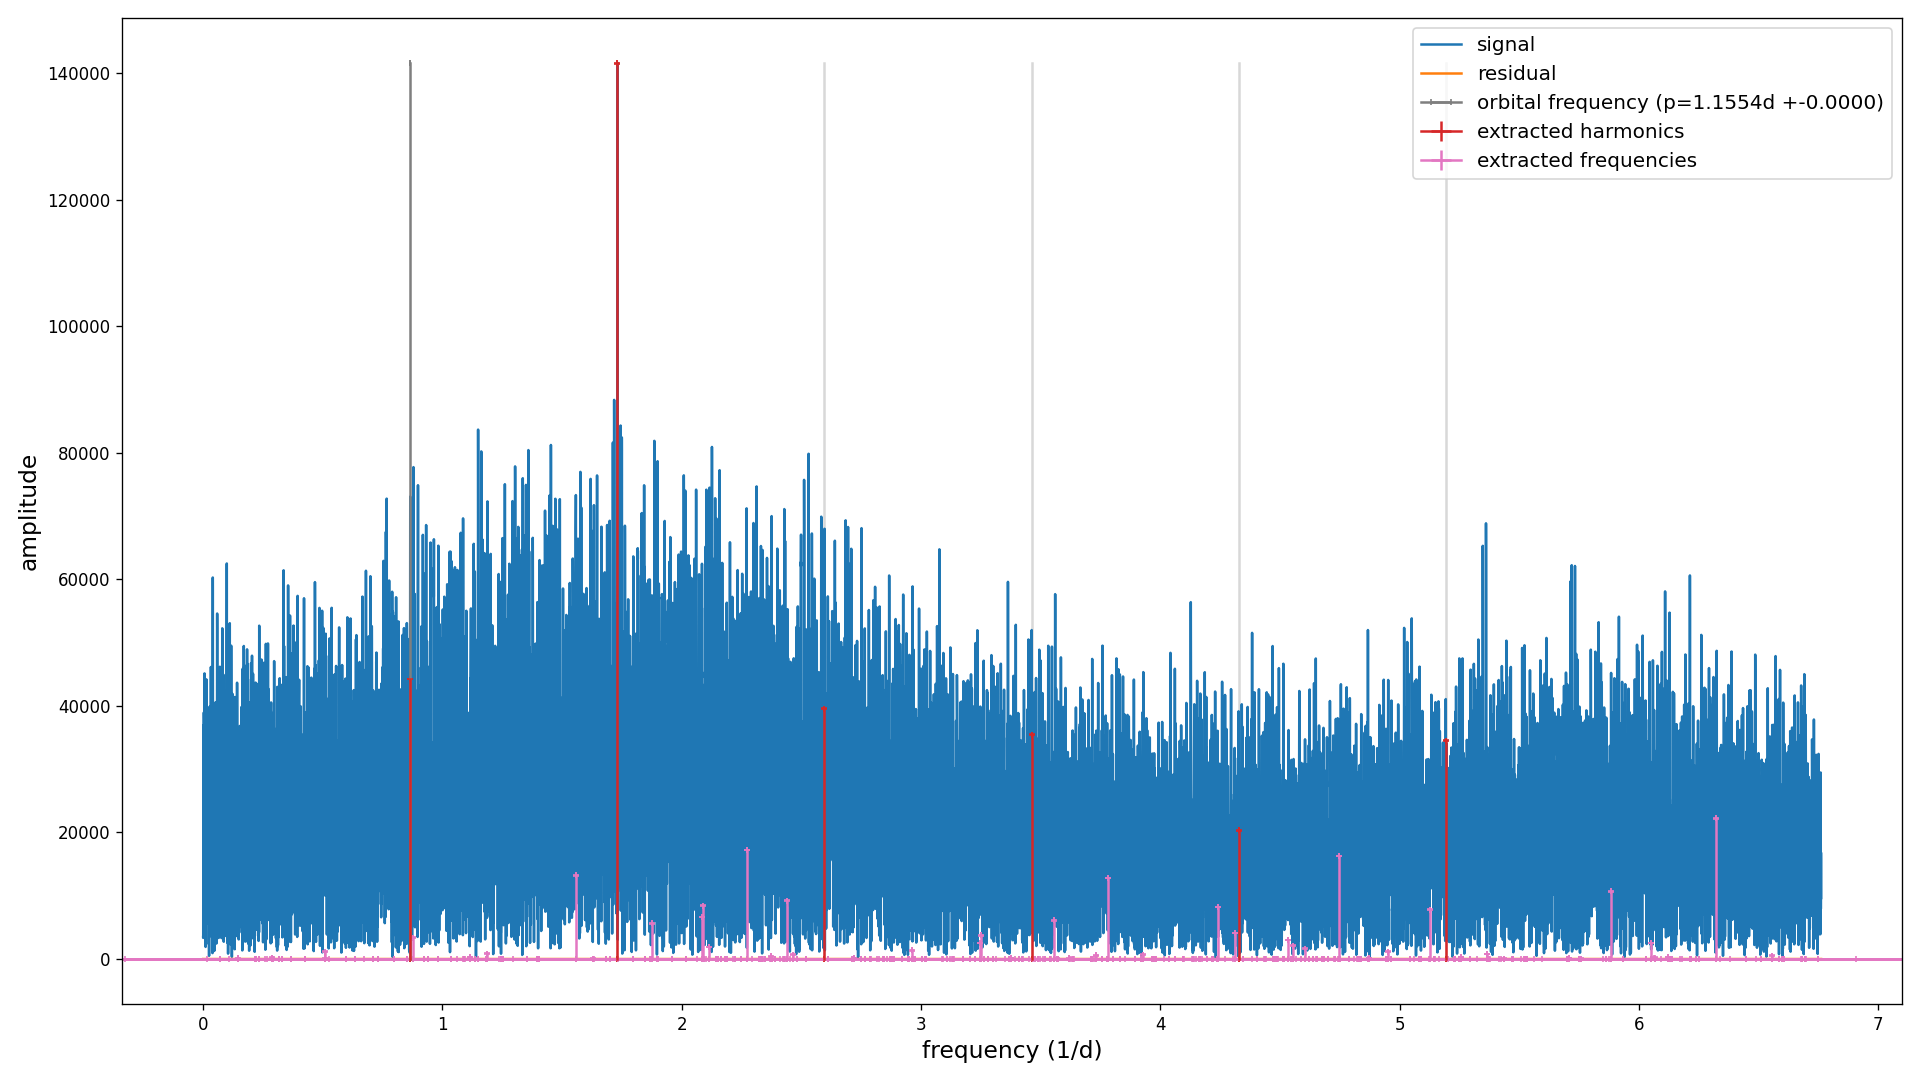 signal
residual
orbital frequency (p=1.1554d +-0.0000)
extracted harmonics
extracted frequencies
140000
120000
100000
80000
60000
40000
20000
0
amplitude
0 1 2 3 4 5 6 7
frequency (1/d)